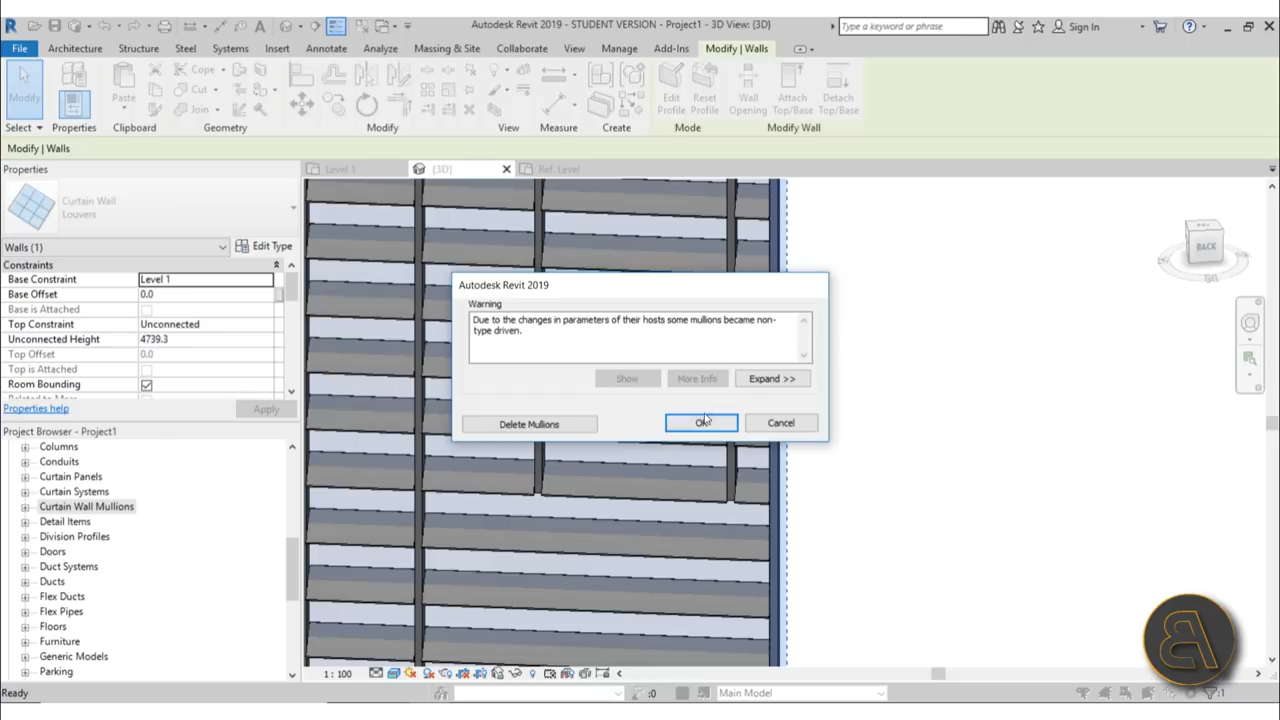 Autodesk Revit 2019 - STUDENT VERSION - Project1 - 3D View: {3D}
Type a keyword or phrase
Sign In
File Architecture Structure Steel Systems Insert Annotate Analyze Massing & Site Collaborate View Manage Add-Ins Modify | Walls
Modify
Paste
Cope
Cut
Join
Edit Profile
Reset Profile
Wall Opening
Attach Top/Base
Detach Top/Base
Select Properties Clipboard Geometry Modify View Measure Create Mode Modify Wall
Modify | Walls
Properties
Level 1
{3D}
Ref. Level
Curtain Wall
Louvers
Walls (1)
Edit Type
Constraints
Base Constraint Level 1
Base Offset 0.0
Base is Attached
Top Constraint Unconnected
Unconnected Height 4739.3
Top Offset 0.0
Top is Attached
Room Bounding
Properties help
Apply
Project Browser - Project1
Columns
Conduits
Curtain Panels
Curtain Systems
Curtain Wall Mullions
Detail Items
Division Profiles
Doors
Duct Systems
Ducts
Flex Ducts
Flex Pipes
Floors
Furniture
Generic Models
Parking
BACK
Autodesk Revit 2019
Warning
Due to the changes in parameters of their hosts some mullions became non-
type driven.
Show
More Info
Expand >>
Delete Mullions
OK
Cancel
1 : 100
Ready
:0
Main Model
:1